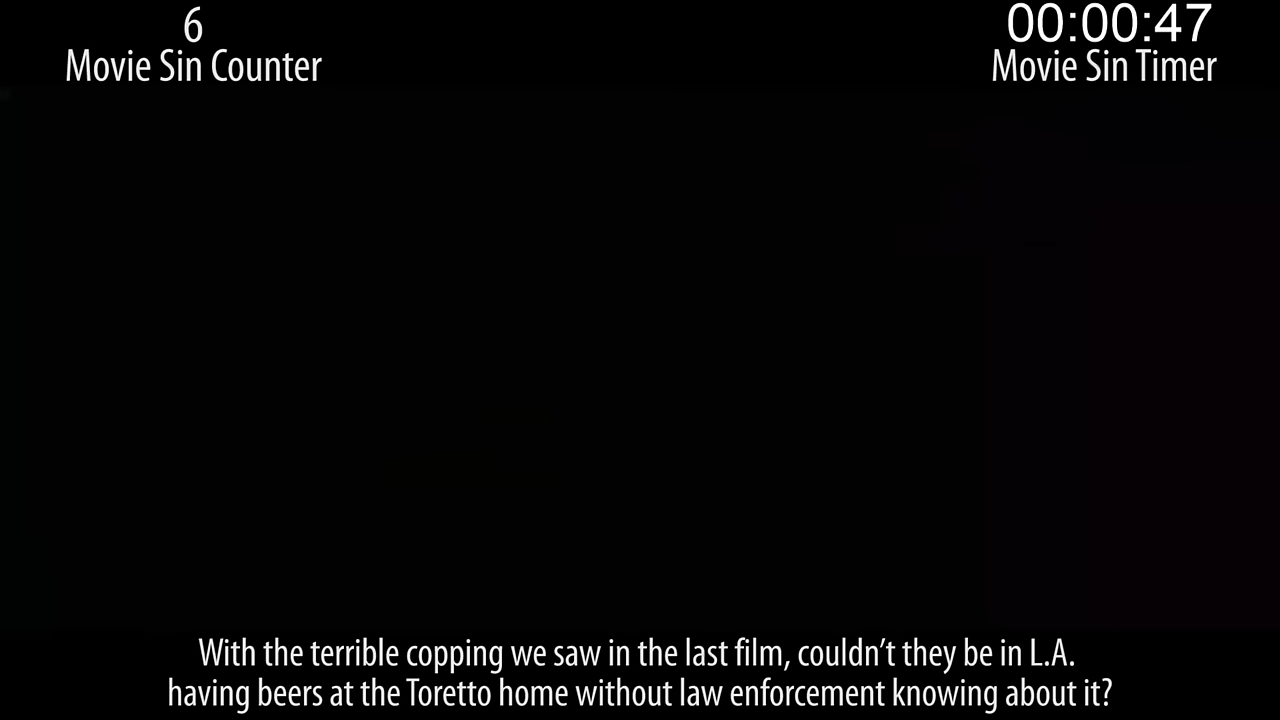 6
Movie Sin Counter
00:00:47
Movie Sin Timer
With the terrible copping we saw in the last film, couldn’t they be in L.A.
having beers at the Toretto home without law enforcement knowing about it?